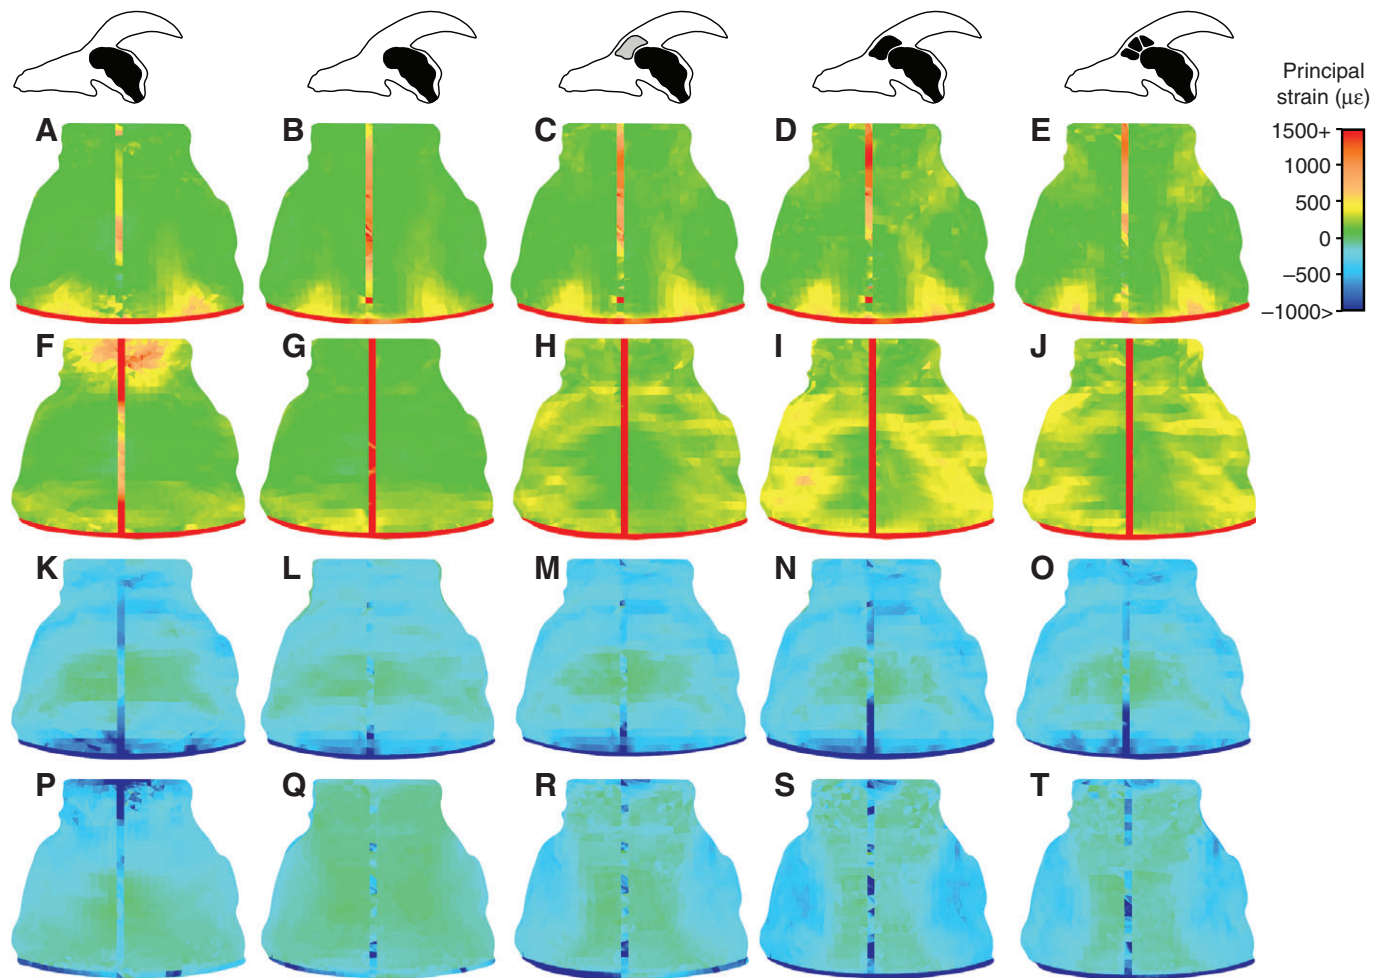 Principal
strain (µε)
A B C D E
1500+
1000
500
0
–500
–1000>
F G H I J
K L M N O
P Q R S T